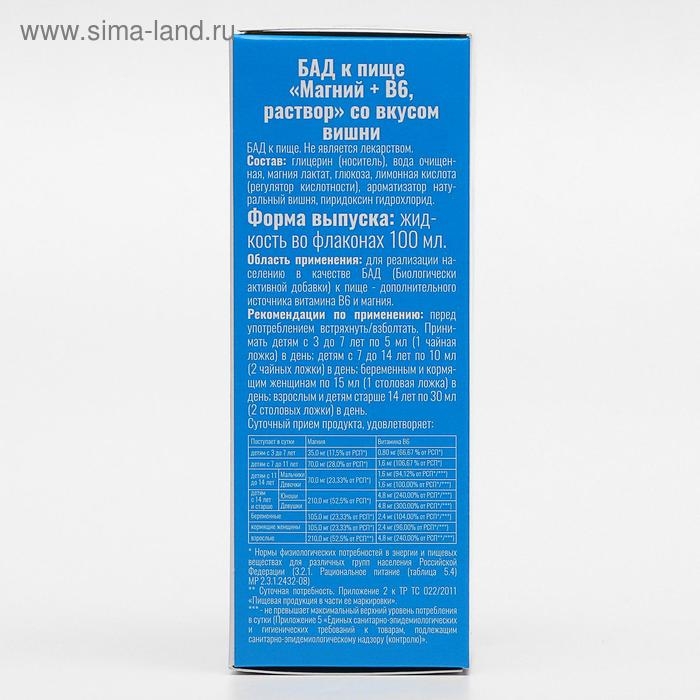 Сима-ленд
www.sima-land.ru
БАД к пище
«Магний + В6,
раствор» со вкусом
вишни
БАД к пище. Не является лекарством.
Состав: глицерин (носитель), вода очищен-
ная, магния лактат, глюкоза, лимонная кислота
(регулятор кислотности), ароматизатор нату-
ральный вишня, пиридоксин гидрохлорид.
Форма выпуска: жид-
кость во флаконах 100 мл.
Область применения: для реализации на-
селению в качестве БАД (Биологически
активной добавки) к пище - дополнительного
источника витамина В6 и магния.
Рекомендации по применению: перед
употреблением встряхнуть/взболтать. Прини-
мать детям с 3 до 7 лет по 5 мл (1 чайная
ложка) в день; детям с 7 до 14 лет по 10 мл
(2 чайных ложки) в день; беременным и кормя-
щим женщинам по 15 мл (1 столовая ложка) в
день; взрослым и детям старше 14 лет по 30 мл
(2 столовых ложки) в день.
Суточный прием продукта, удовлетворяет:
Поступает в сутки Магния Витамина В6
детям с 3 до 7 лет 35,0 мг (17,5% от РСП*) 0,80 мг (66,67 % от РСП*)
детям с 7 до 11 лет 70,0 мг (28,0% от РСП*) 1,6 мг (106,67 % от РСП*)
детям с 11 до 14 лет Мальчики 70,0 мг (23,33% от РСП*) 1,6 мг (94,12% от РСП*/***)
Девочки 1,6 мг (100,00% от РСП*/***)
детям с 14 лет и старше Юноши 210,0 мг (52,5% от РСП*) 4,8 мг (240,00% от РСП*/***)
Девушки 4,8 мг (300,00% от РСП*/***)
беременные 105,0 мг (23,33% от РСП*) 2,4 мг (104,00% от РСП*/***)
кормящие женщины 105,0 мг (23,33% от РСП*) 2,4 мг (96,00% от РСП*/***)
взрослые 210,0 мг (52,5% от РСП**) 4,8 мг (240,00% от РСП**/***)
* Нормы физиологических потребностей в энергии и пищевых
веществах для различных групп населения Российской
Федерации (3.2.1. Рациональное питание (таблица 5.4)
МР 2.3.1.2432-08)
** Суточная потребность. Приложение 2 к ТР ТС 022/2011
«Пищевая продукция в части ее маркировки».
*** - не превышает максимальный верхний уровень потребления
в сутки (Приложение 5 «Единых санитарно-эпидемиологических
и гигиенических требований к товарам, подлежащим
санитарно-эпидемиологическому надзору (контролю)».